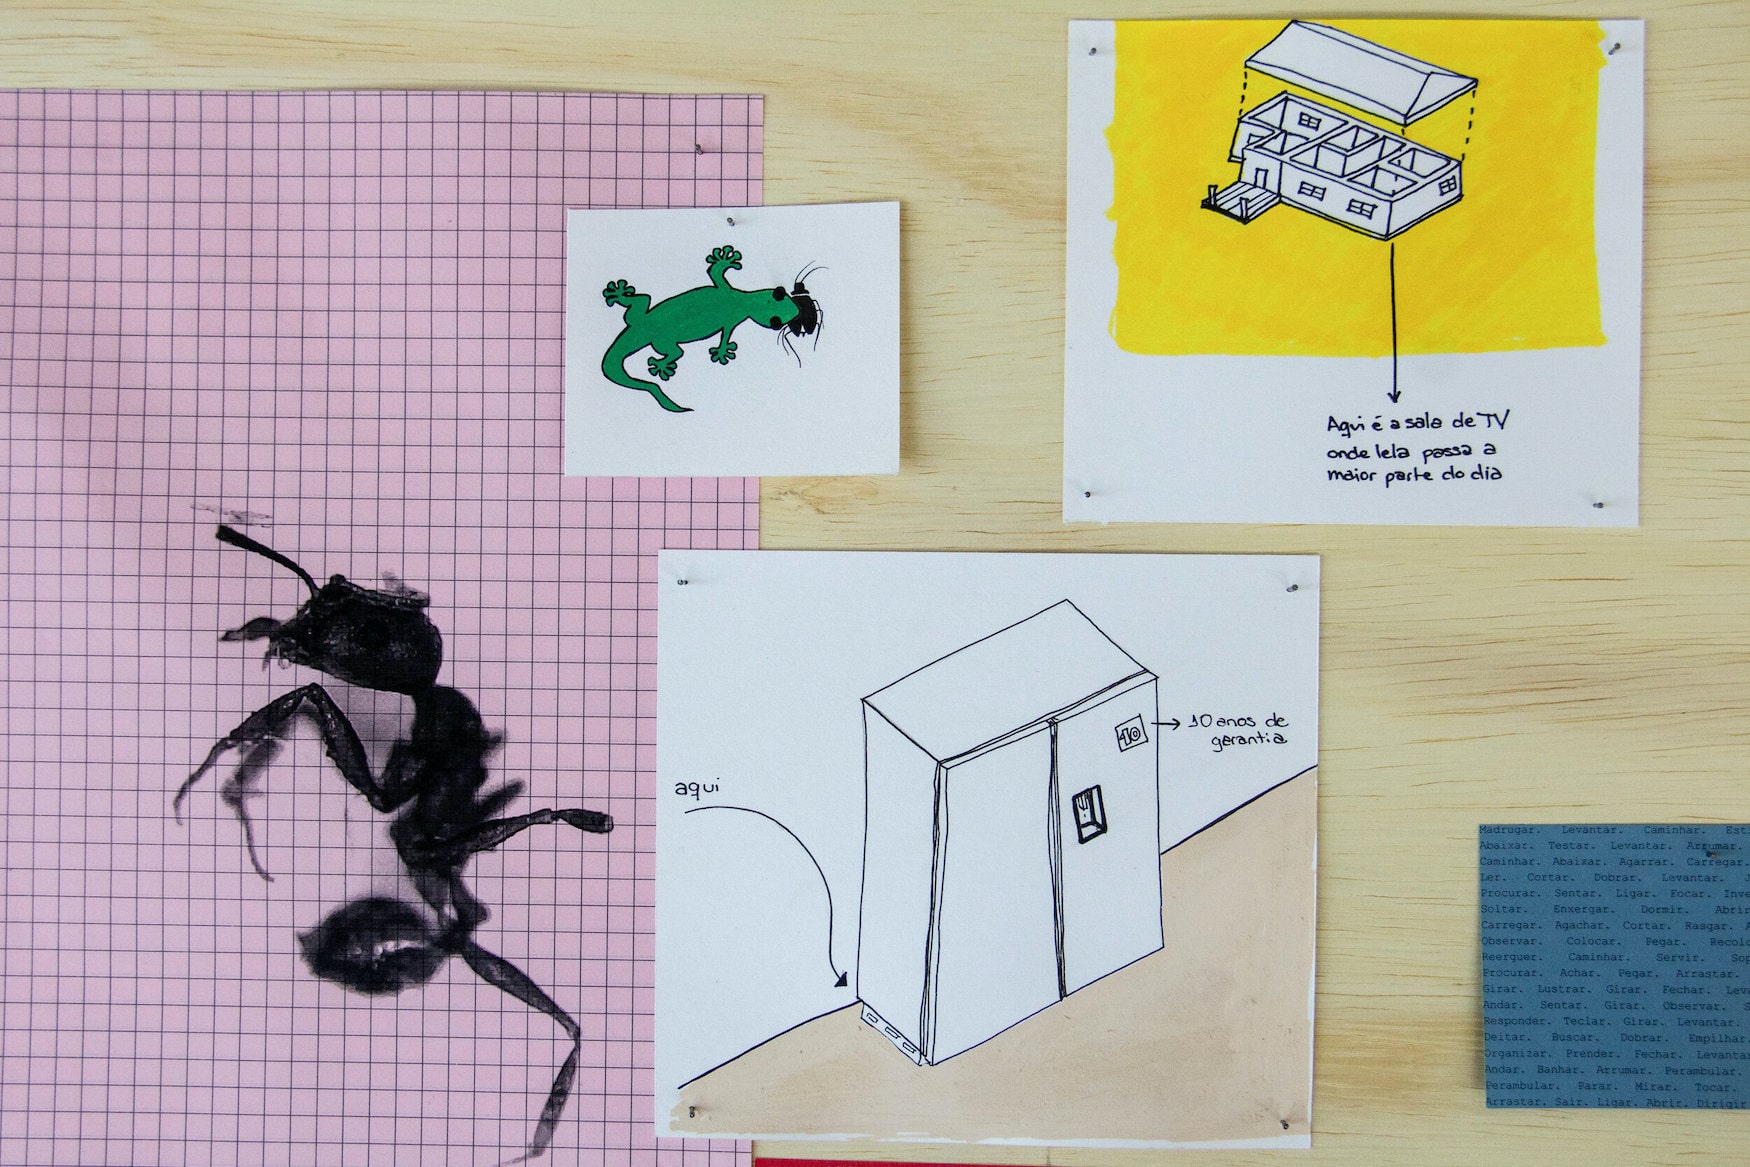 Aqui é a sala de TV
onde lela passa a
maior parte do dia
10 anos de
garantia
10
aqui
Madrugar. Levantar. Caminhar.
Abaixar. Testar. Levantar. Arrumar.
Caminhar. Abaixar. Agarrar. Carregar.
Ler. Cortar. Dobrar. Levantar.
Procurar. Sentar. Ligar. Focar.
Soltar. Enxergar. Dormir.
Carregar. Agachar. Cortar. Rasgar.
Observar. Colocar. Pegar.
Reerguer. Caminhar. Servir.
Procurar. Achar. Pegar. Arrastar.
Girar. Lustrar. Girar. Fechar.
Andar. Sentar. Girar. Observar.
Responder. Teclar. Girar. Levantar.
Deitar. Buscar. Dobrar. Empilhar.
Organizar. Prender. Fechar.
Andar. Banhar. Arrumar. Perambular.
Perambular. Parar. Mirar. Tocar.
Arrastar. Sair. Ligar. Abrir. Dirigir